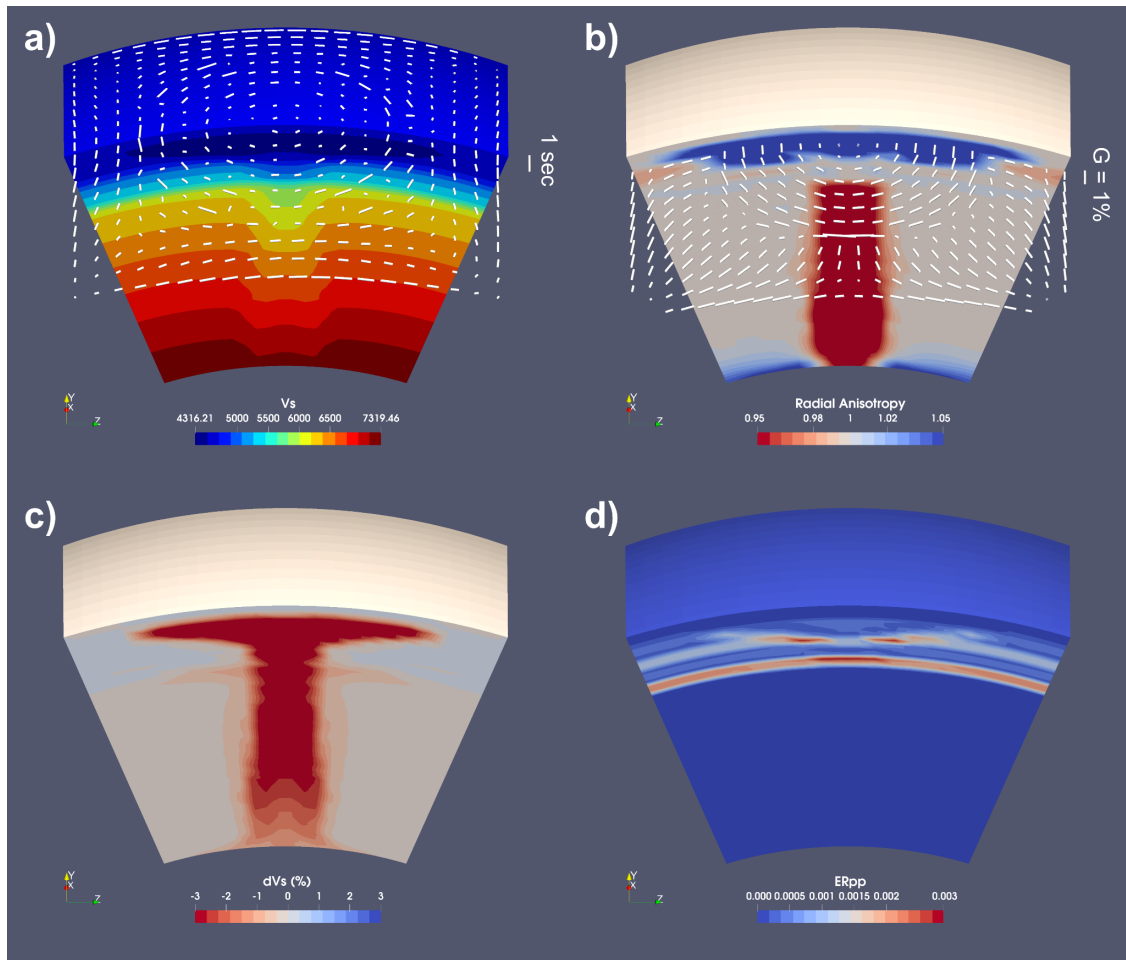 a)
1 sec
Y
X
Z
Vs
4316.21 5000 5500 6000 6500 7319.46
b)
G = 1%
Y
X
Z
Radial Anisotropy
0.95 0.98 1 1.02 1.05
c)
Y
X
Z
dVs (%)
-3 -2 -1 0 1 2 3
d)
Y
X
Z
ERpp
0.000 0.0005 0.001 0.0015 0.002 0.003